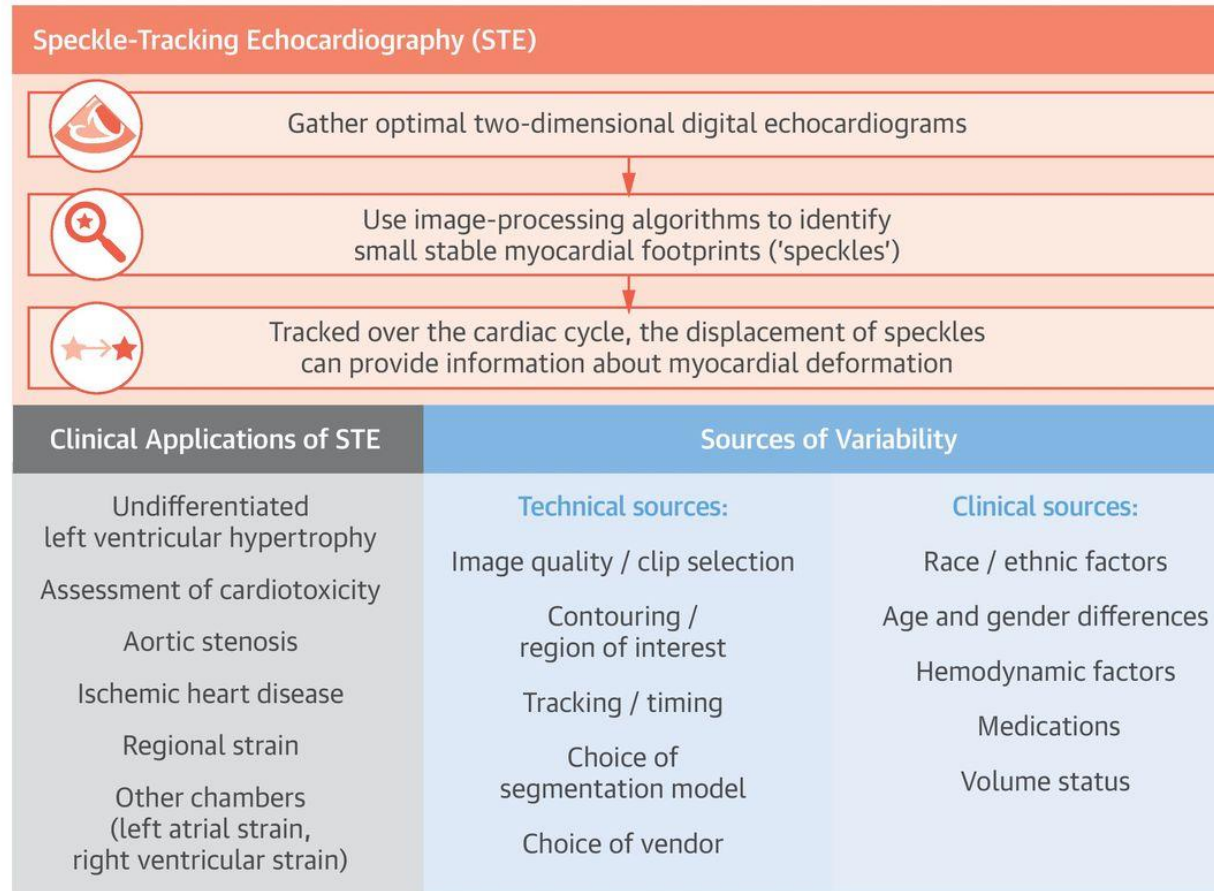 Speckle-Tracking Echocardiography (STE)
Gather optimal two-dimensional digital echocardiograms
Use image-processing algorithms to identify
small stable myocardial footprints ('speckles')
Tracked over the cardiac cycle, the displacement of speckles
can provide information about myocardial deformation
Clinical Applications of STE
Undifferentiated
left ventricular hypertrophy
Assessment of cardiotoxicity
Aortic stenosis
Ischemic heart disease
Regional strain
Other chambers
(left atrial strain,
right ventricular strain)
Sources of Variability
Technical sources:
Image quality / clip selection
Contouring /
region of interest
Tracking / timing
Choice of
segmentation model
Choice of vendor
Clinical sources:
Race / ethnic factors
Age and gender differences
Hemodynamic factors
Medications
Volume status